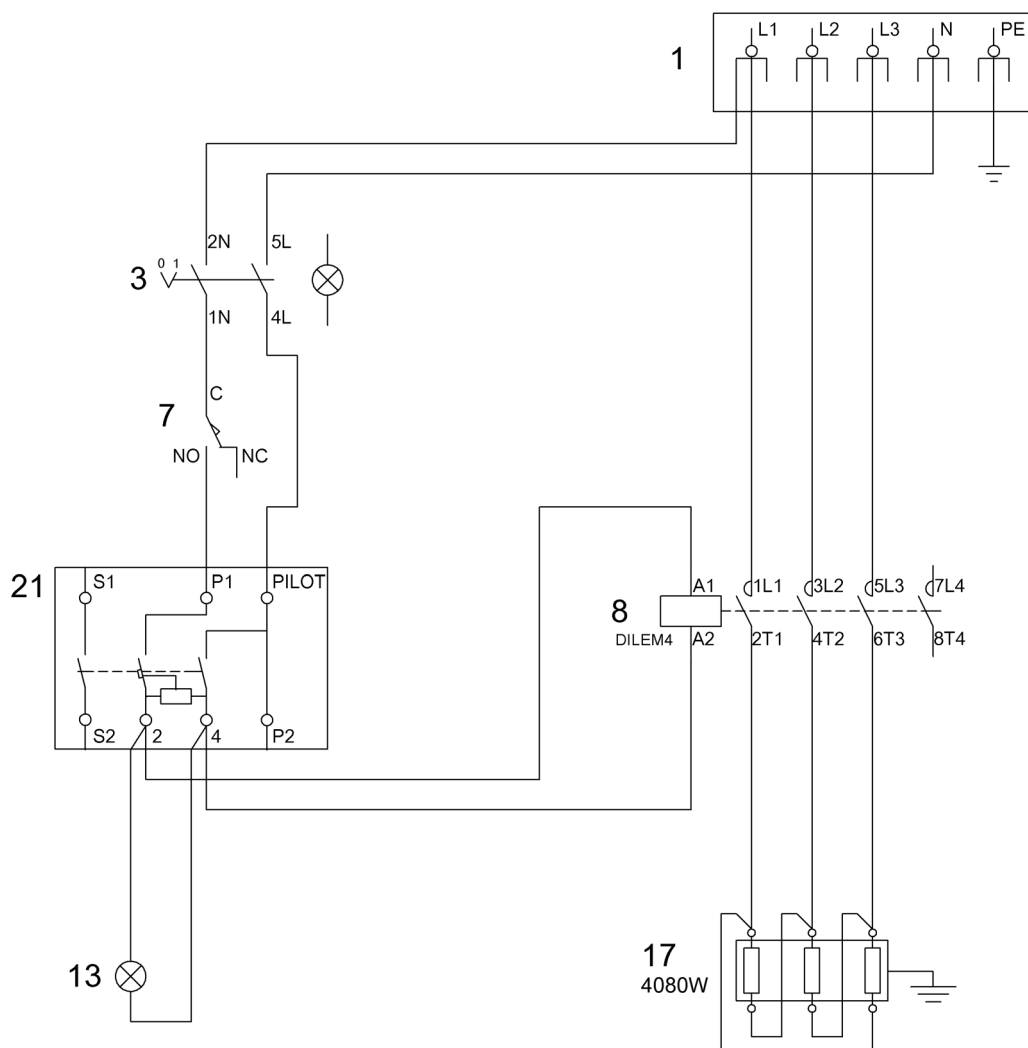 L1 L2 L3 N PE
1
2N 5L
0 1
3
1N 4L
C
7
NO NC
21 S1 P1 PILOT
A1 1L1 3L2 5L3 7L4
8
DILEM4 A2 2T1 4T2 6T3 8T4
S2 2 4 P2
17
13 4080W